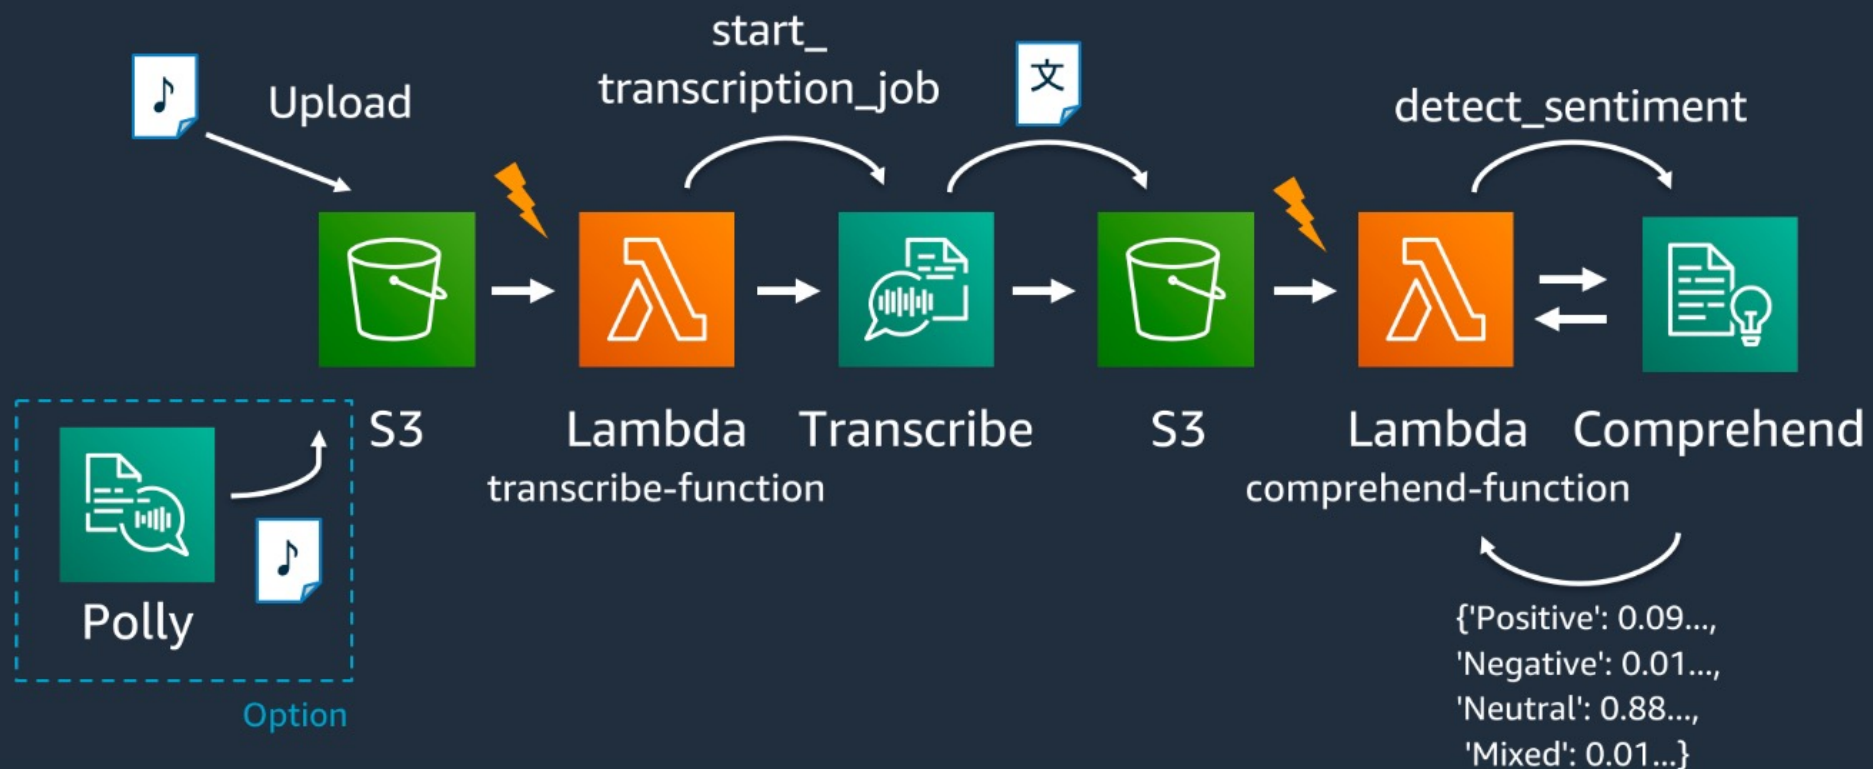 start_
transcription_job
Upload
文
detect_sentiment
S3
Lambda
Transcribe
S3
Lambda
Comprehend
transcribe-function
comprehend-function
Polly
Option
{'Positive': 0.09...,
'Negative': 0.01...,
'Neutral': 0.88...,
'Mixed': 0.01...}